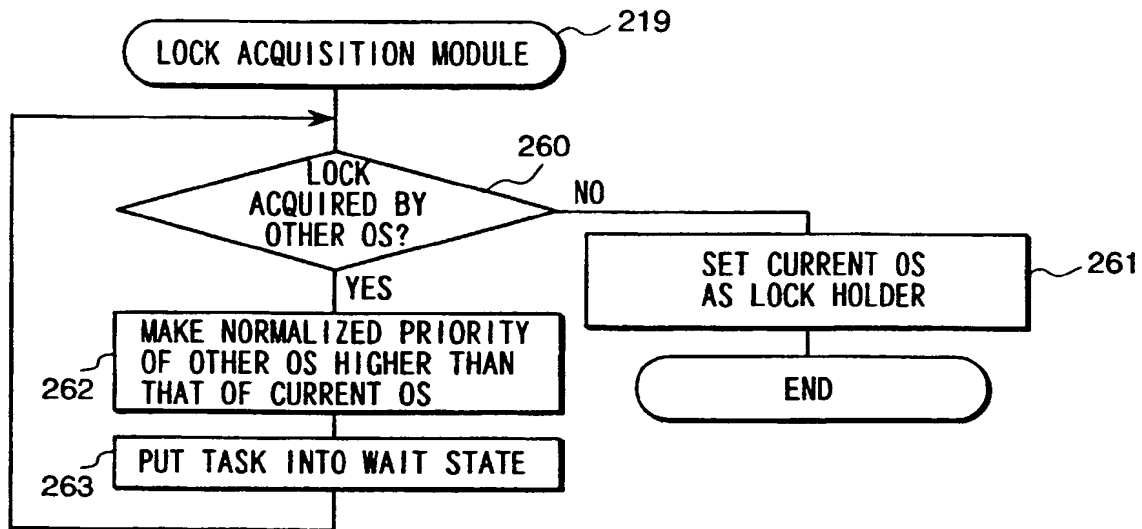 LOCK ACQUISITION MODULE
219
LOCK
ACQUIRED BY
OTHER OS?
260
NO
SET CURRENT OS
AS LOCK HOLDER
261
YES
MAKE NORMALIZED PRIORITY
OF OTHER OS HIGHER THAN
THAT OF CURRENT OS
262
END
PUT TASK INTO WAIT STATE
263